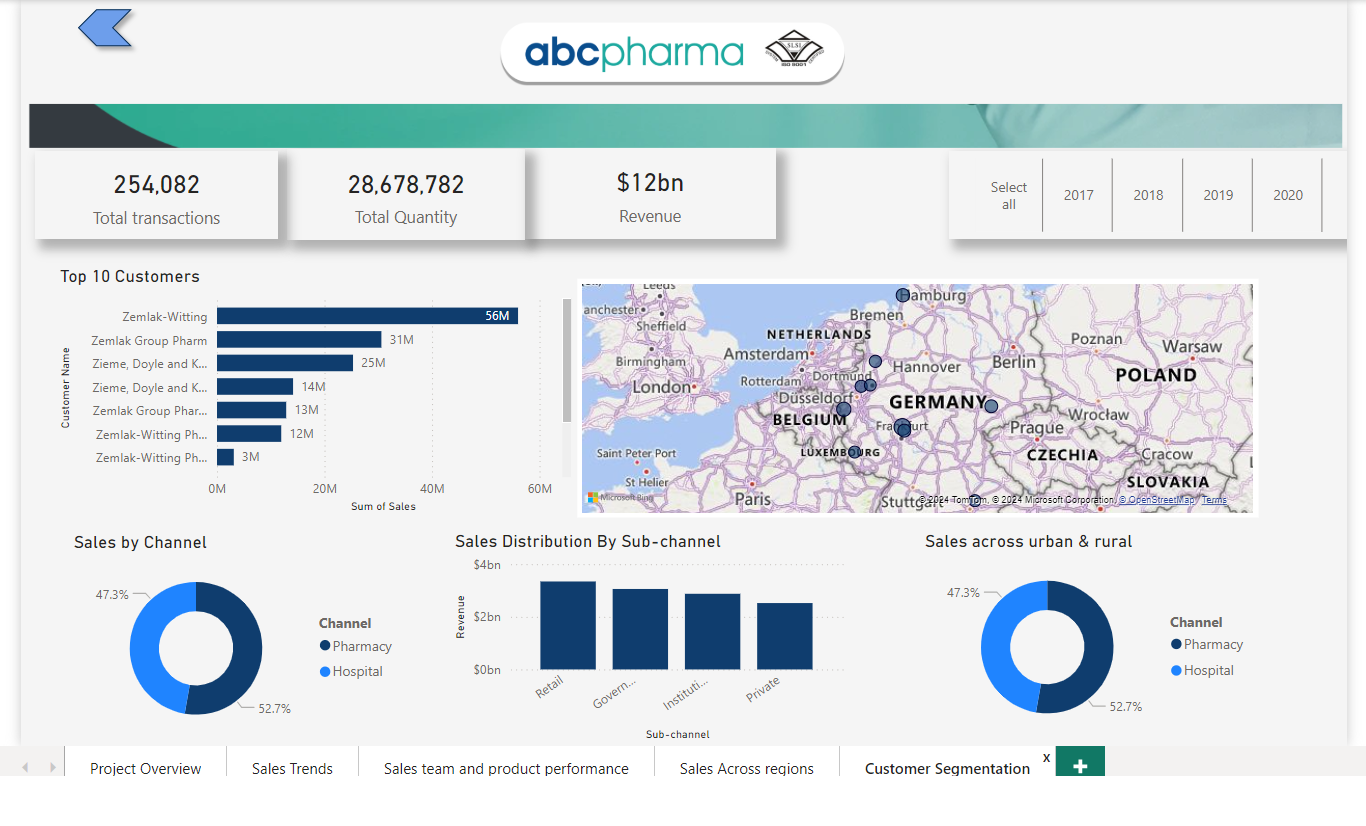 abcpharma
SLSI
ISO 9001
254,082
Total transactions
28,678,782
Total Quantity
$12bn
Revenue
Select
all
2017
2018
2019
2020
Top 10 Customers
Customer Name
Zemlak-Witting
56M
Zemlak Group Pharm
31M
Zieme, Doyle and K...
25M
Zieme, Doyle and K...
14M
Zemlak Group Phar...
13M
Zemlak-Witting Ph...
12M
Zemlak-Witting Ph...
3M
0M
20M
40M
60M
Sum of Sales
Leeds
anchester
Sheffield
Birmingham
London
NETHERLANDS
Amsterdam
Rotterdam
Dortmund
Düsseldorf
BELGIUM
LUXEMBOURG
Hamburg
Bremen
Hannover
Berlin
GERMANY
Frankfurt
Poznan
Warsaw
POLAND
Wrocław
Prague
CZECHIA
Cracow
SLOVAKIA
Saint Peter Port
St Helier
Paris
Stuttgart
Microsoft Bing
© 2024 TomTom, © 2024 Microsoft Corporation, © OpenStreetMap Terms
Sales by Channel
47.3%
52.7%
Channel
Pharmacy
Hospital
Sales Distribution By Sub-channel
Revenue
$4bn
$2bn
$0bn
Retail
Govern...
Instituti...
Private
Sub-channel
Sales across urban & rural
47.3%
52.7%
Channel
Pharmacy
Hospital
Project Overview
Sales Trends
Sales team and product performance
Sales Across regions
Customer Segmentation
x
+